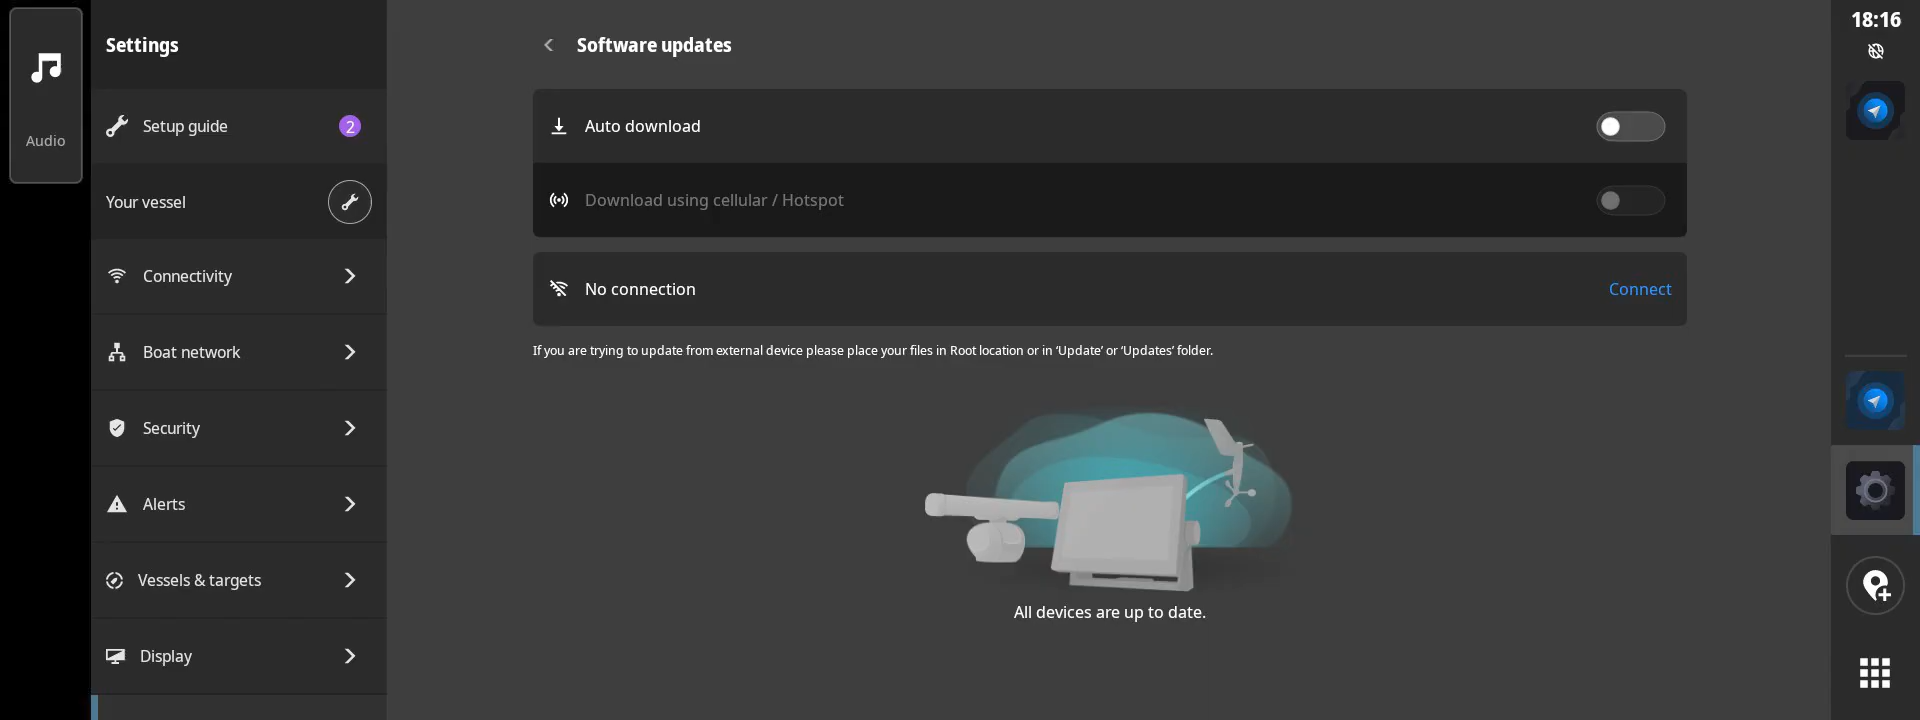 Audio
Settings
Setup guide
2
Your vessel
Connectivity
Boat network
Security
Alerts
Vessels & targets
Display
Software updates
Auto download
Download using cellular / Hotspot
No connection
Connect
If you are trying to update from external device please place your files in Root location or in ‘Update’ or ‘Updates’ folder.
All devices are up to date.
18:16